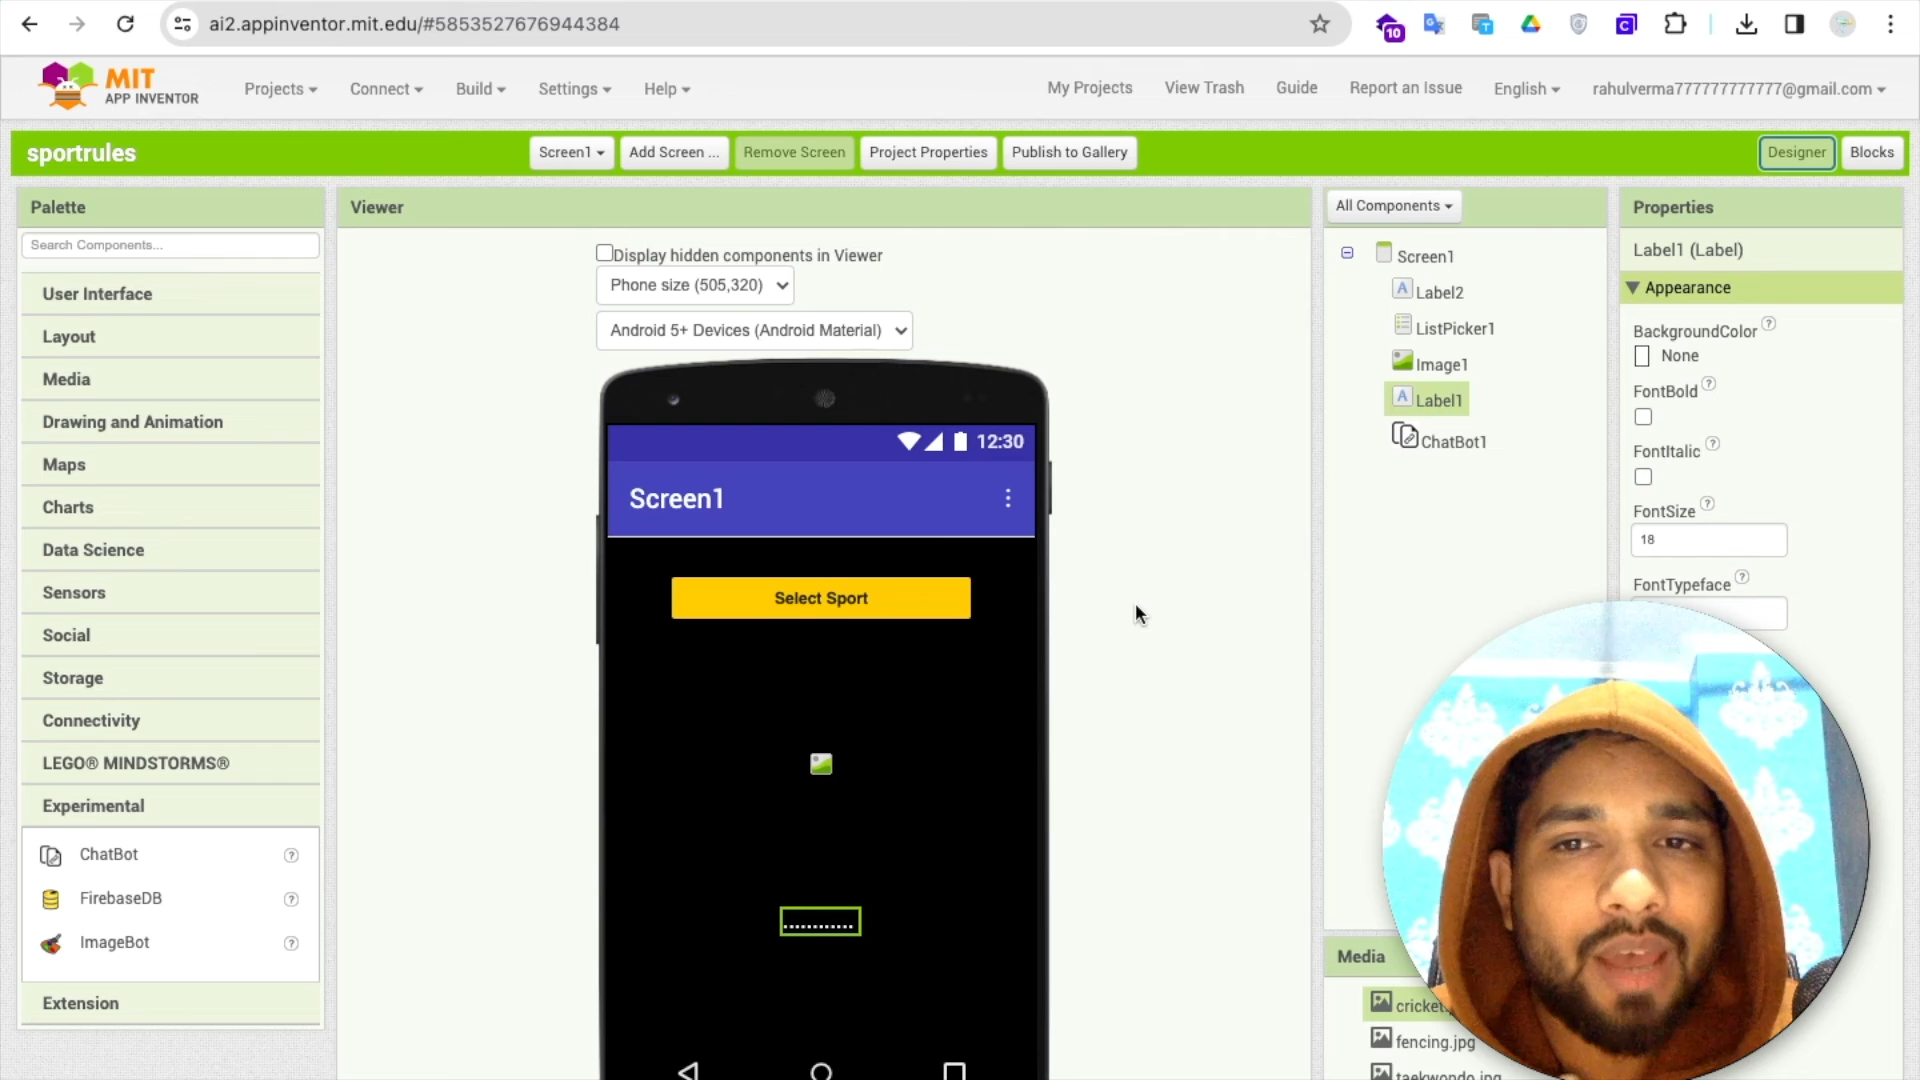 ai2.appinventor.mit.edu/#5853527676944384
10
MIT
APP INVENTOR
Projects
Connect
Build
Settings
Help
My Projects
View Trash
Guide
Report an Issue
English
rahulverma777777777777@gmail.com
sportrules
Screen1
Add Screen ...
Remove Screen
Project Properties
Publish to Gallery
Designer
Blocks
Palette
Search Components...
User Interface
Layout
Media
Drawing and Animation
Maps
Charts
Data Science
Sensors
Social
Storage
Connectivity
LEGO® MINDSTORMS®
Experimental
ChatBot
FirebaseDB
ImageBot
Extension
Viewer
Display hidden components in Viewer
Phone size (505,320)
Android 5+ Devices (Android Material)
12:30
Screen1
Select Sport
............
All Components
Screen1
Label2
ListPicker1
Image1
Label1
ChatBot1
Media
cricket.
fencing.jpg
taekwondo.jpg
Properties
Label1 (Label)
Appearance
BackgroundColor
None
FontBold
FontItalic
FontSize
18
FontTypeface